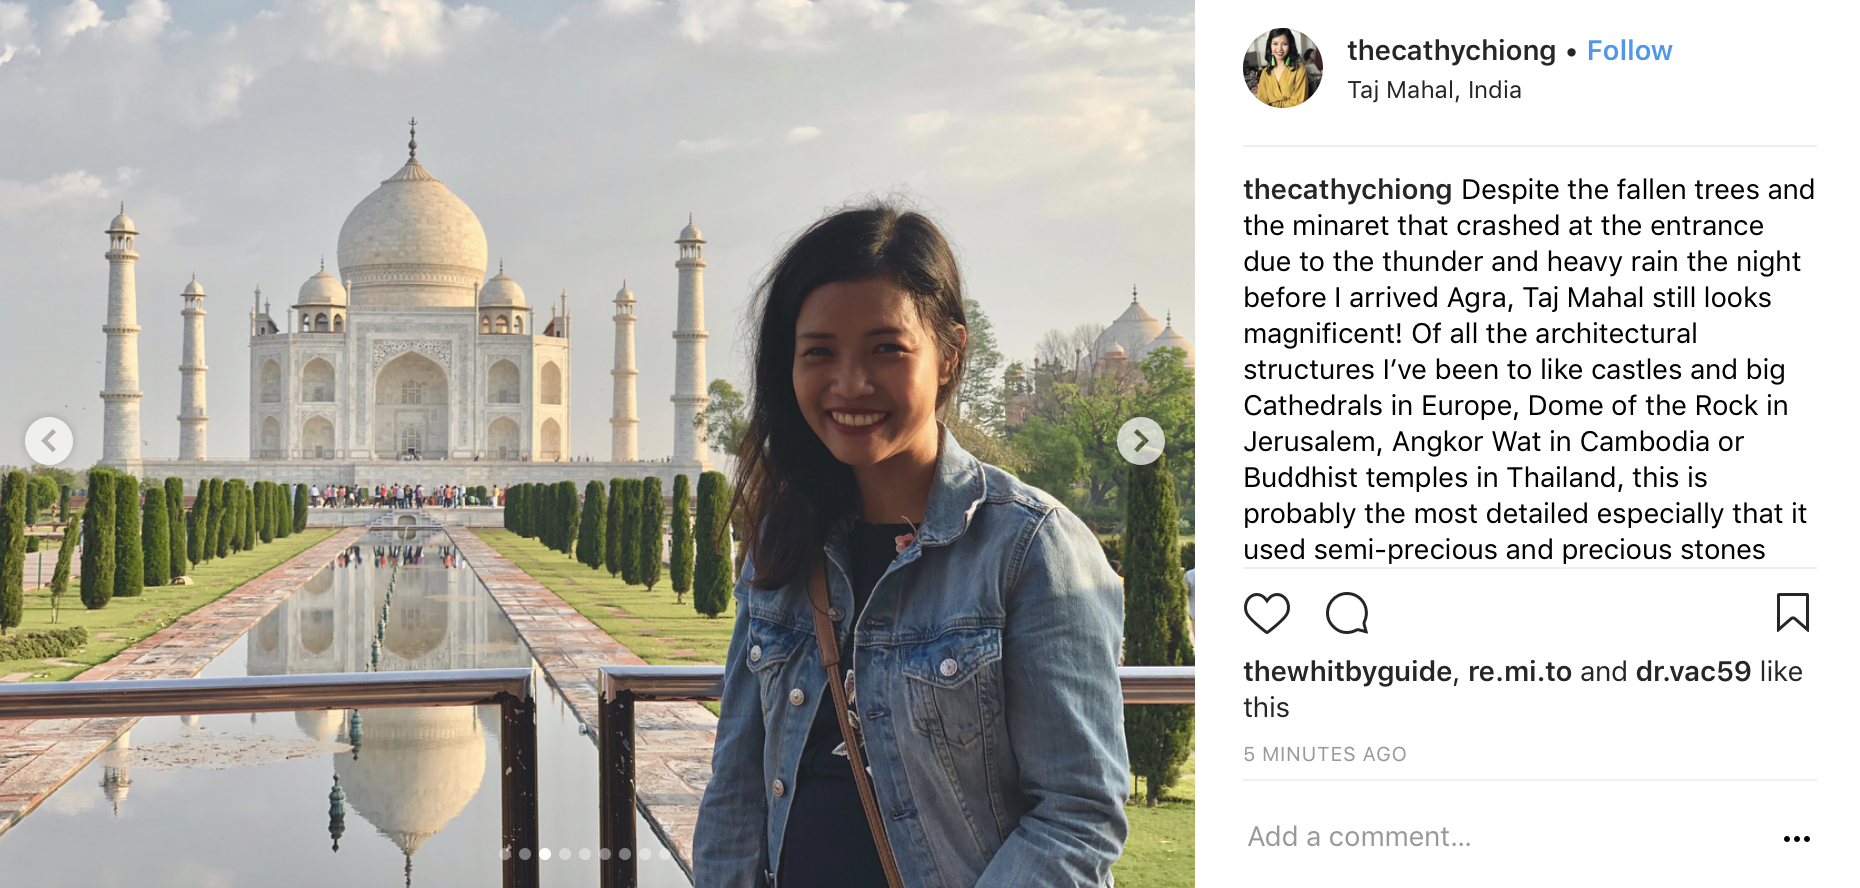 thecathychiong • Follow
Taj Mahal, India
thecathychiong Despite the fallen trees and
the minaret that crashed at the entrance
due to the thunder and heavy rain the night
before I arrived Agra, Taj Mahal still looks
magnificent! Of all the architectural
structures I’ve been to like castles and big
Cathedrals in Europe, Dome of the Rock in
Jerusalem, Angkor Wat in Cambodia or
Buddhist temples in Thailand, this is
probably the most detailed especially that it
used semi-precious and precious stones
thewhitbyguide, re.mi.to and dr.vac59 like
this
5 MINUTES AGO
Add a comment...